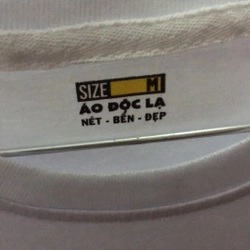 SIZE M
ÁO ĐỘC LẠ
NÉT - BỀN - ĐẸP